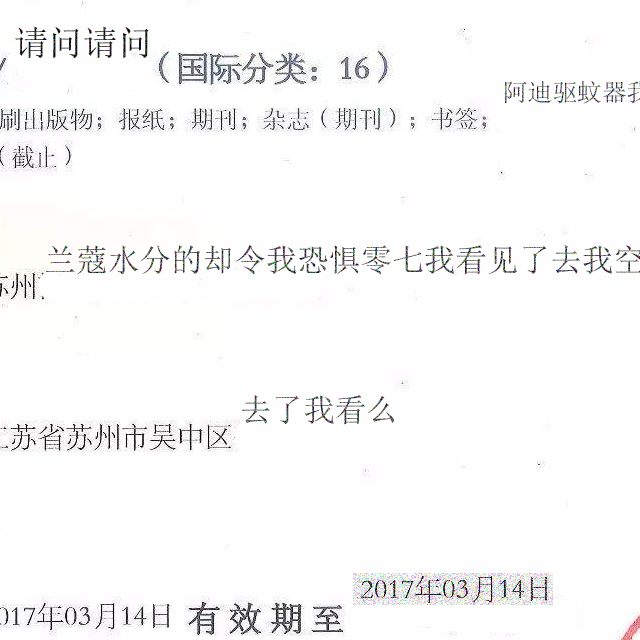 请问请问
（国际分类：16）
阿迪驱蚊器我
刷出版物；报纸；期刊；杂志（期刊）；书签；
（截止）
兰蔻水分的却令我恐惧零七我看见了去我空
苏州
去了我看么
江苏省苏州市吴中区
2017年03月14日
2017年03月14日 有效期至